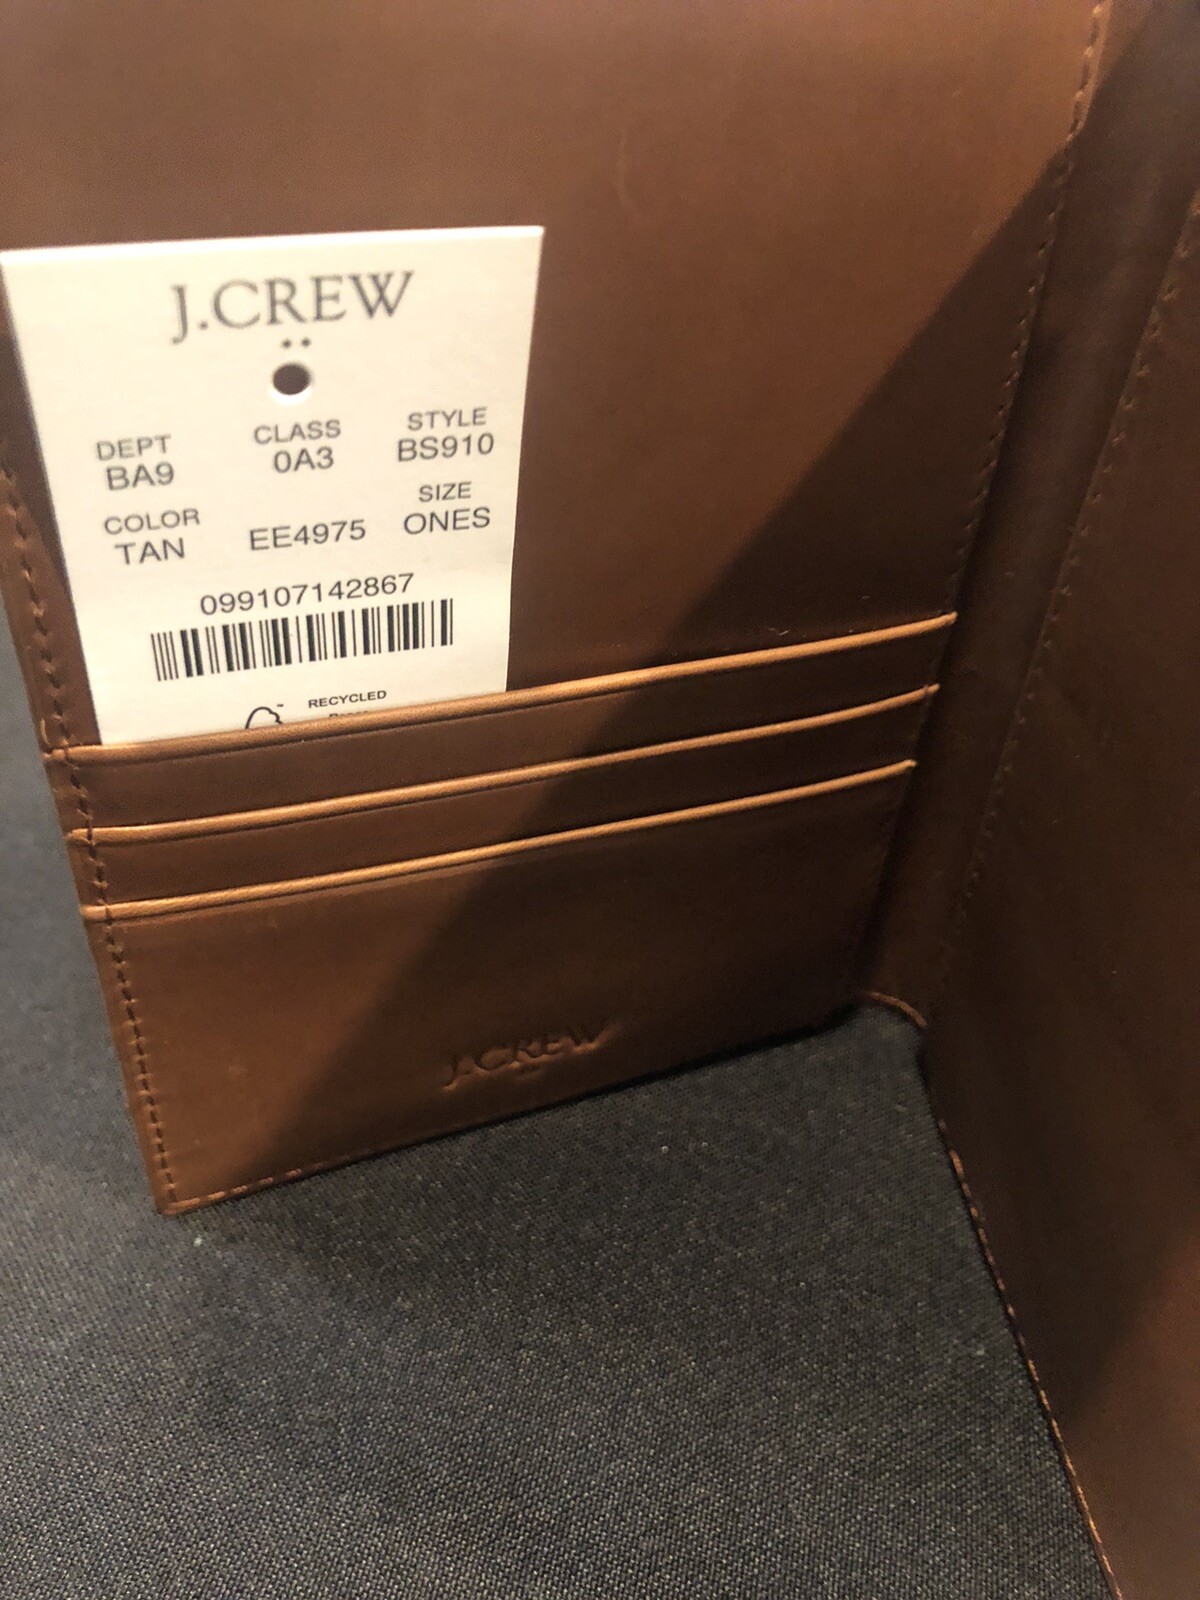 J.CREW
DEPT CLASS STYLE
BA9 0A3 BS910
COLOR SIZE
TAN EE4975 ONES
099107142867
RECYCLED
J.CREW